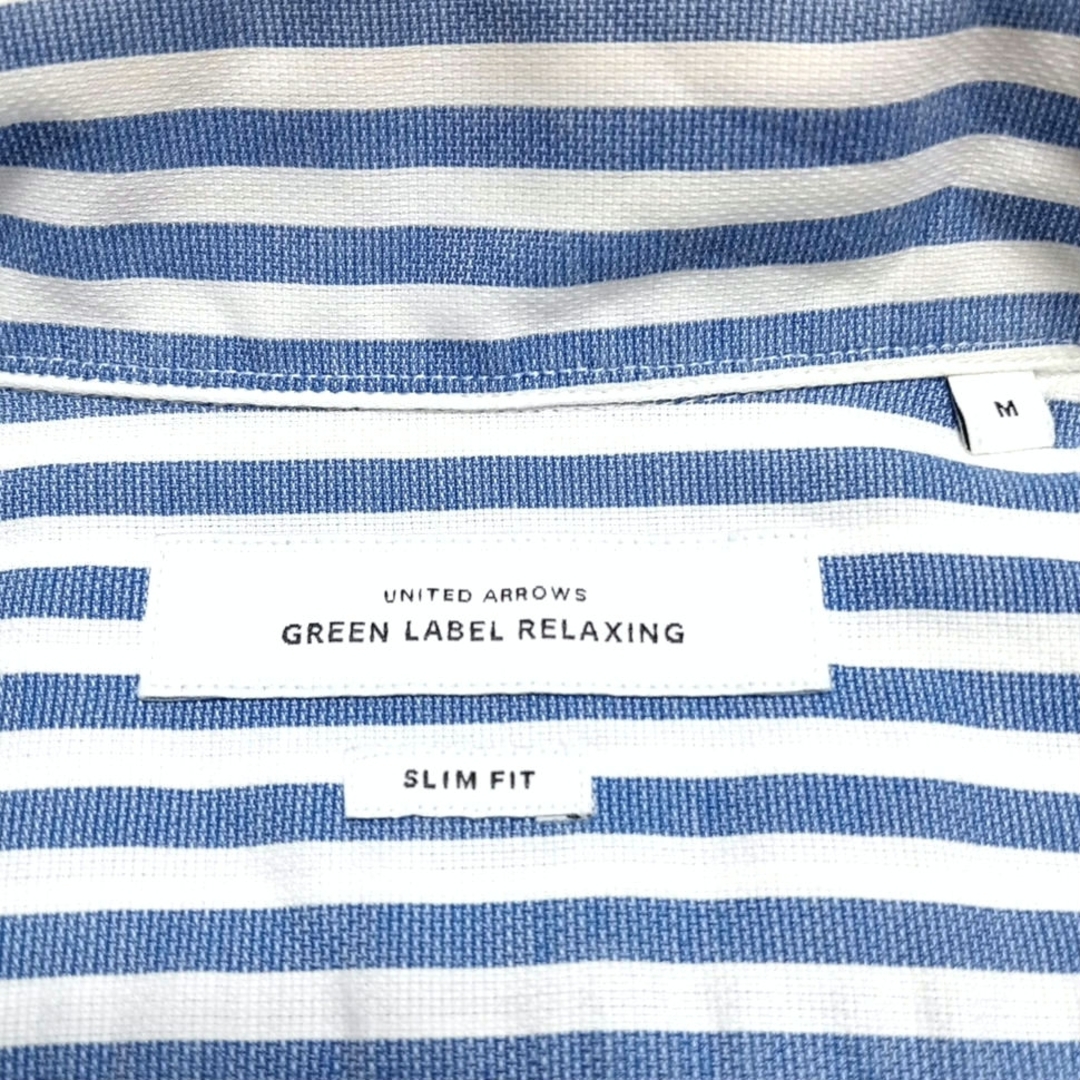 M
UNITED ARROWS
GREEN LABEL RELAXING
SLIM FIT